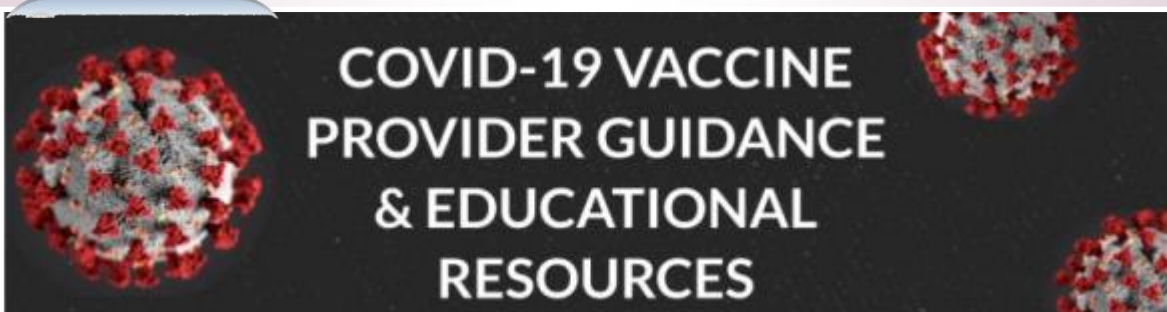 COVID-19 VACCINE
PROVIDER GUIDANCE
& EDUCATIONAL
RESOURCES